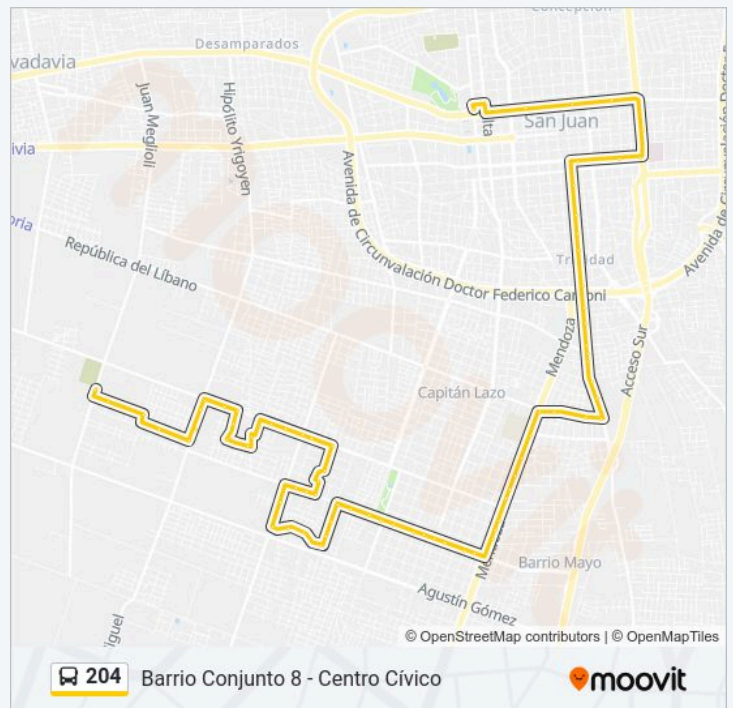 Concepción
Desamparados
vadavia
Juan Meglioli
Hipólito Yrigoyen
San Juan
Avenida de Circunvalación Doctor Federico Cantoni
República del Líbano
Trinidad
Mendoza
Acceso Sur
Capitán Lazo
Barrio Mayo
Agustín Gómez
© OpenStreetMap contributors | © OpenMapTiles
204 Barrio Conjunto 8 - Centro Cívico
moovit